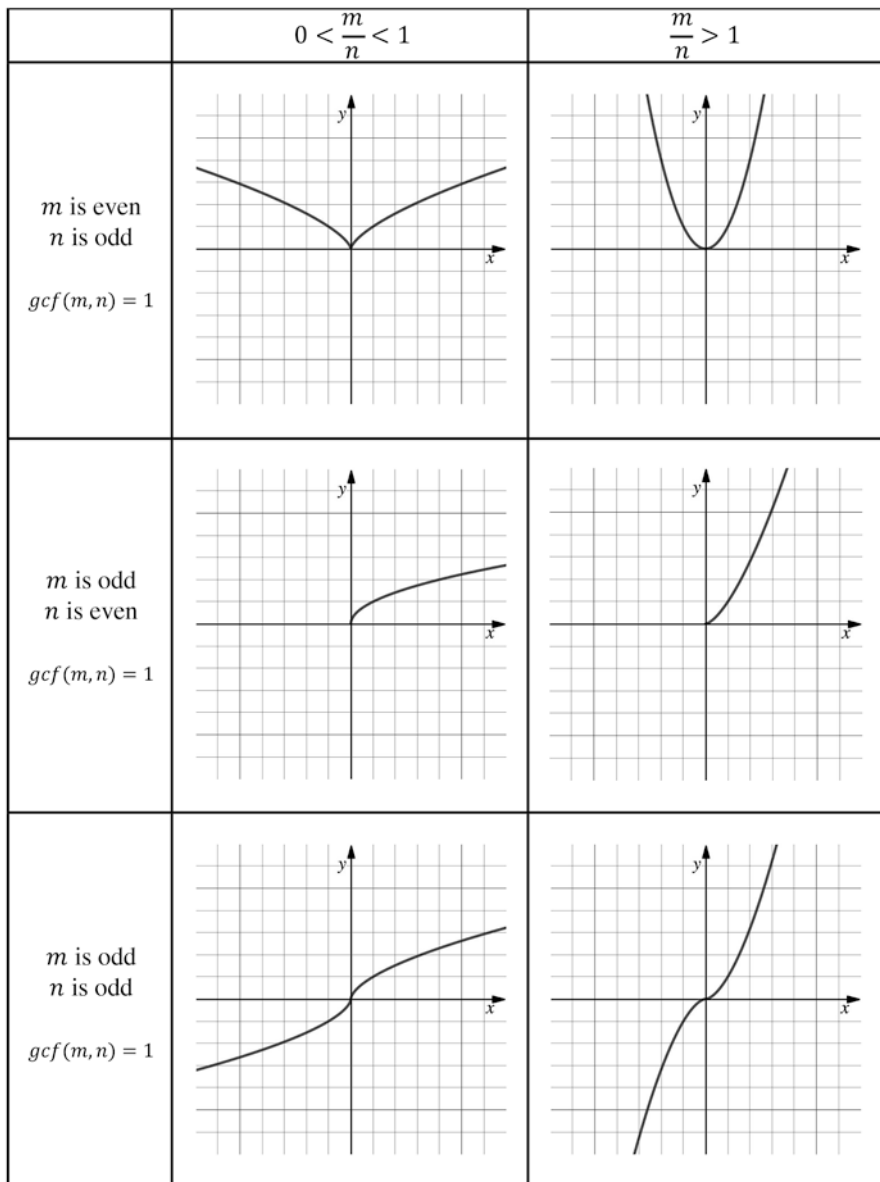 0 < m/n < 1
m/n > 1
m is even
n is odd
gcf(m, n) = 1
y
x
y
x
m is odd
n is even
gcf(m, n) = 1
y
x
y
x
m is odd
n is odd
gcf(m, n) = 1
y
x
y
x